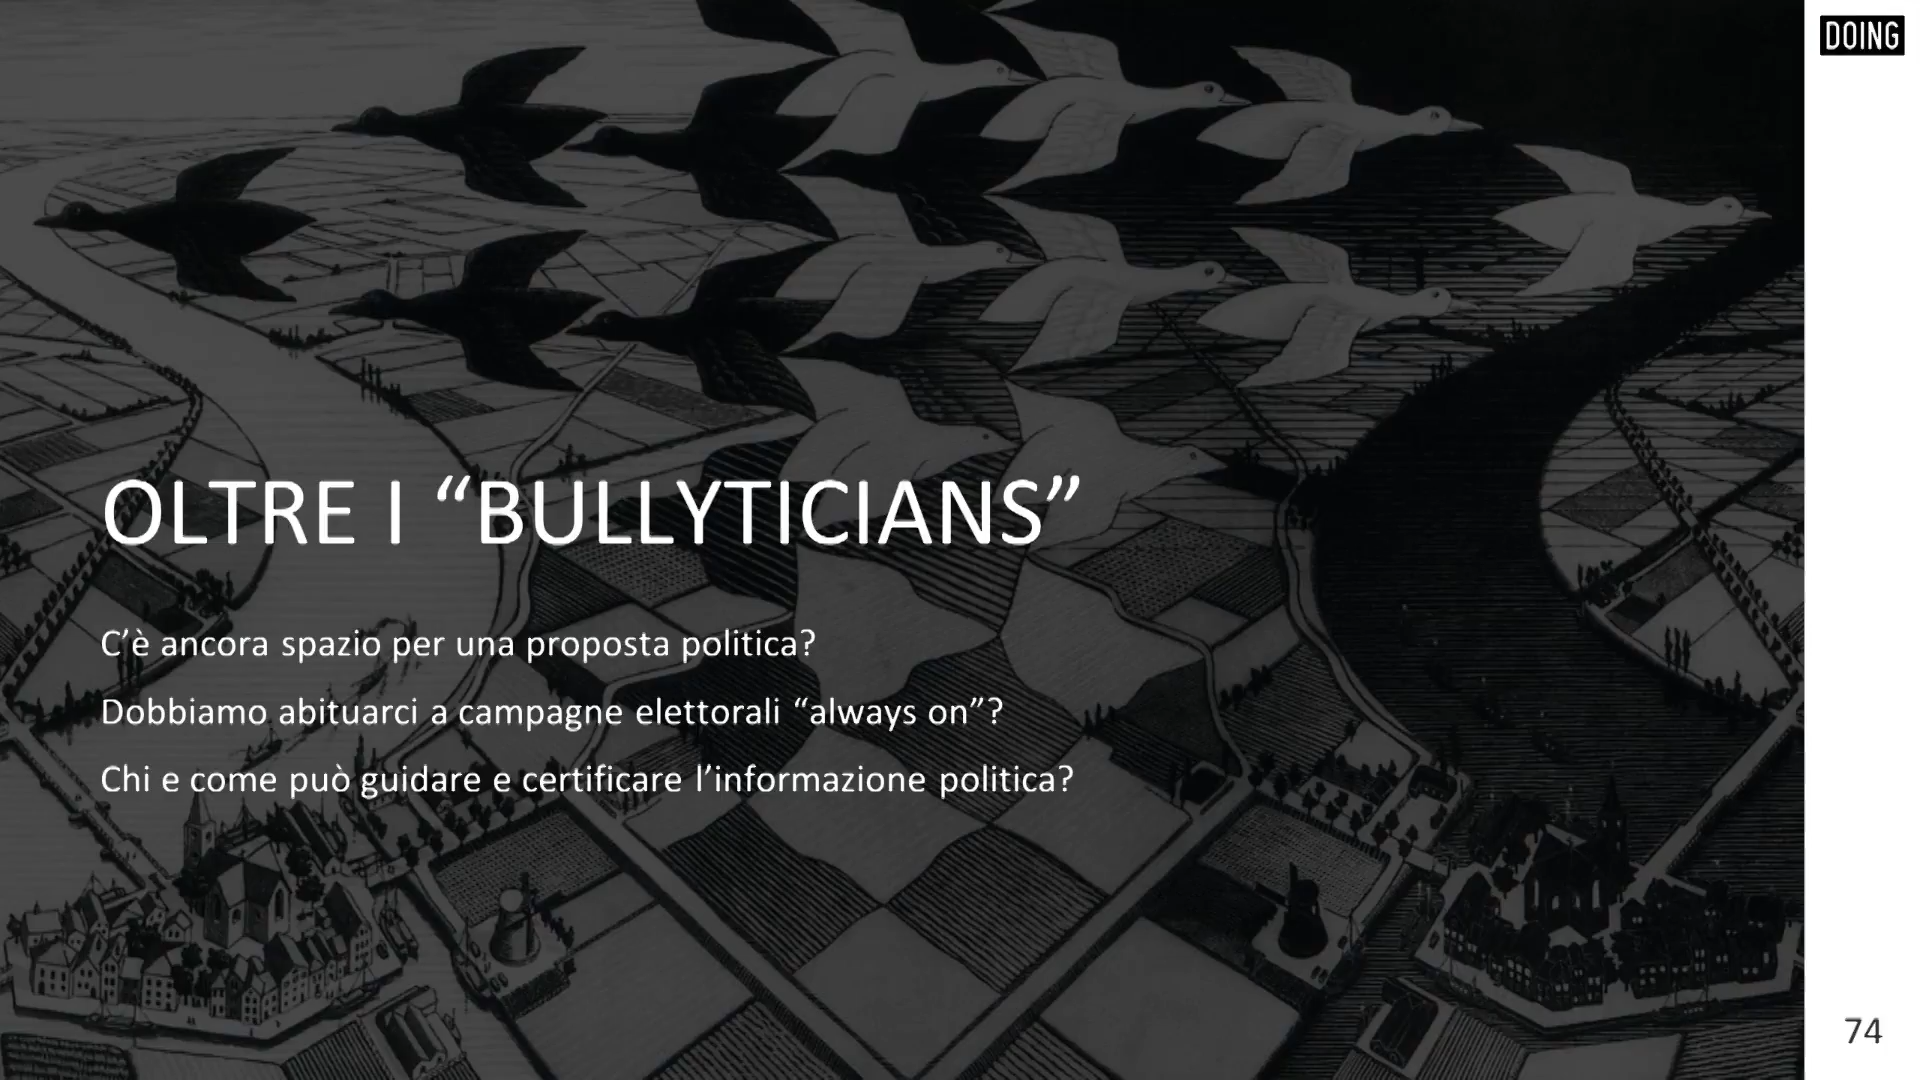 DOING
OLTRE I “BULLYTICIANS”
C’è ancora spazio per una proposta politica?
Dobbiamo abituarci a campagne elettorali “always on”?
Chi e come può guidare e certificare l’informazione politica?
74